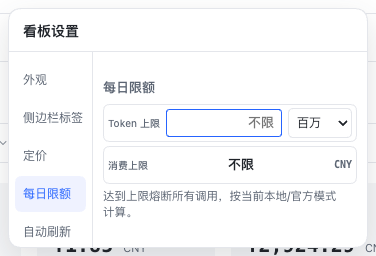 看板设置
外观
侧边栏标签
定价
每日限额
自动刷新
每日限额
Token 上限
不限
百万
消费上限
不限
CNY
达到上限熔断所有调用，按当前本地/官方模式
计算。
CNY